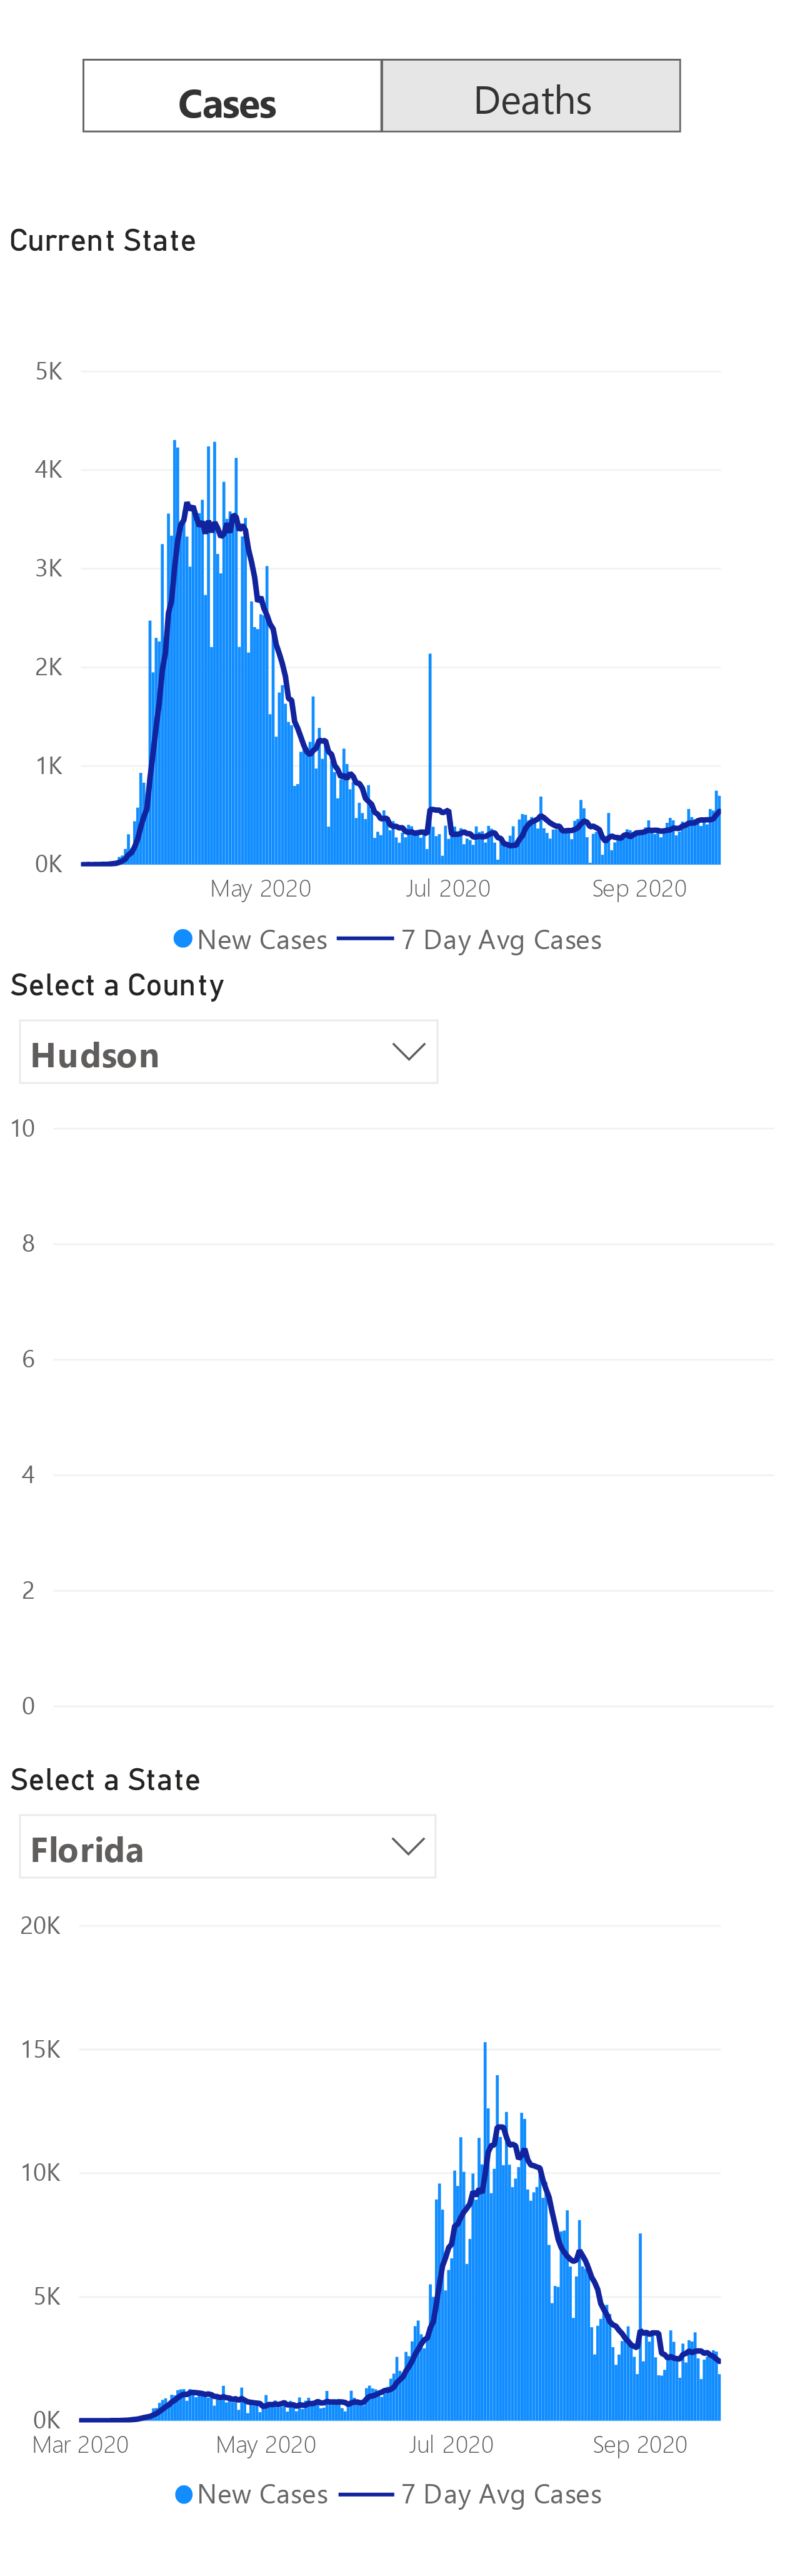 Cases Deaths
Current State
5K
4K
3K
2K
1K
0K
May 2020 Jul 2020 Sep 2020
New Cases 7 Day Avg Cases
Select a County
Hudson
10
8
6
4
2
0
Select a State
Florida
20K
15K
10K
5K
0K
Mar 2020 May 2020 Jul 2020 Sep 2020
New Cases 7 Day Avg Cases